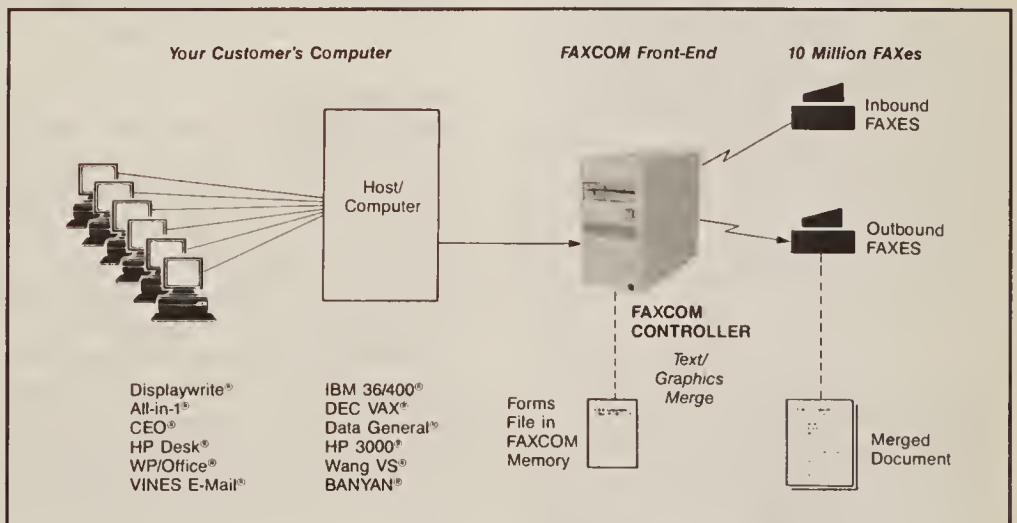 Your Customer's Computer
FAXCOM Front-End
10 Million FAXes
Inbound
FAXES
Host/
Computer
Outbound
FAXES
FAXCOM
CONTROLLER
Text/
Graphics
Merge
Displaywrite®
All-in-1®
CEO®
HP Desk®
WP/Office®
VINES E-Mail®
IBM 36/400®
DEC VAX®
Data General®
HP 3000®
Wang VS®
BANYAN®
Forms
File in
FAXCOM
Memory
Merged
Document